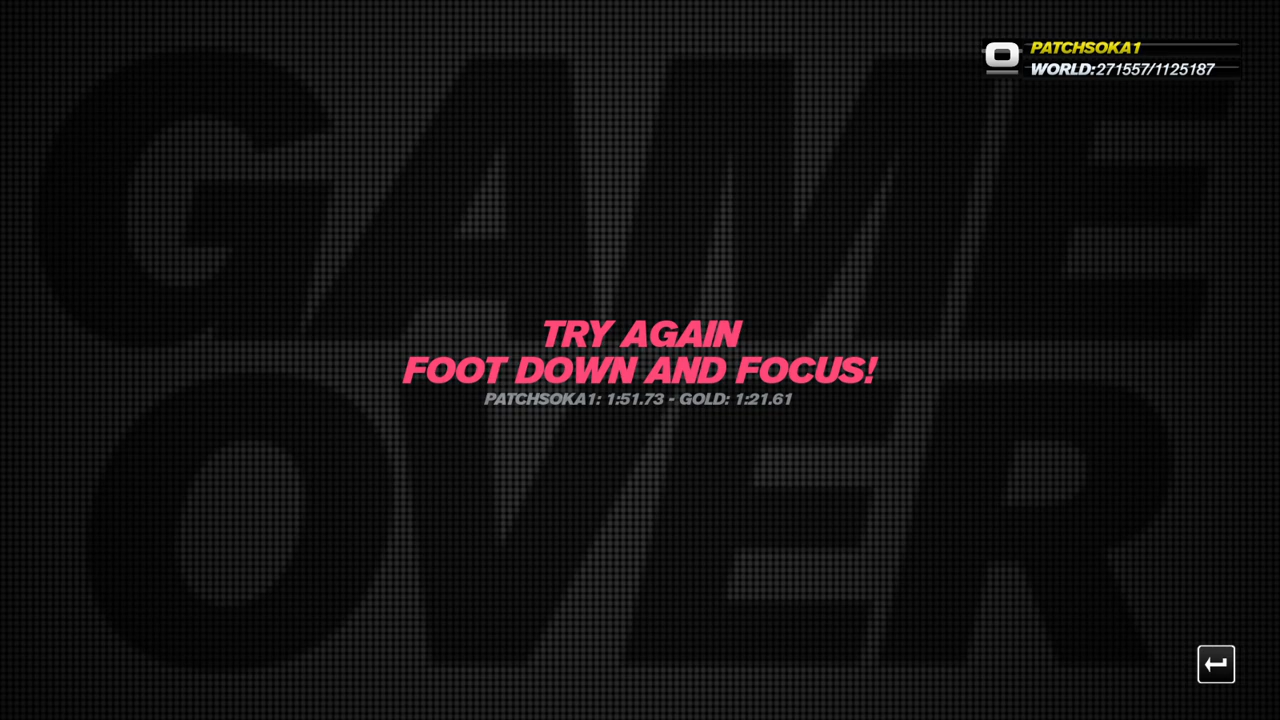 PATCHSOKA1
WORLD:271557/1125187
GAME
TRY AGAIN
FOOT DOWN AND FOCUS!
PATCHSOKA1: 1:51.73 - GOLD: 1:21.61
OVER